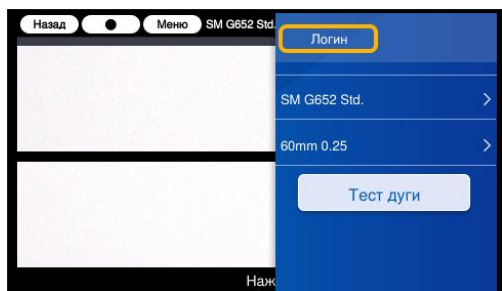 Назад Меню SM G652 Std.
Логин
SM G652 Std.
60mm 0.25
Тест дуги
Наж